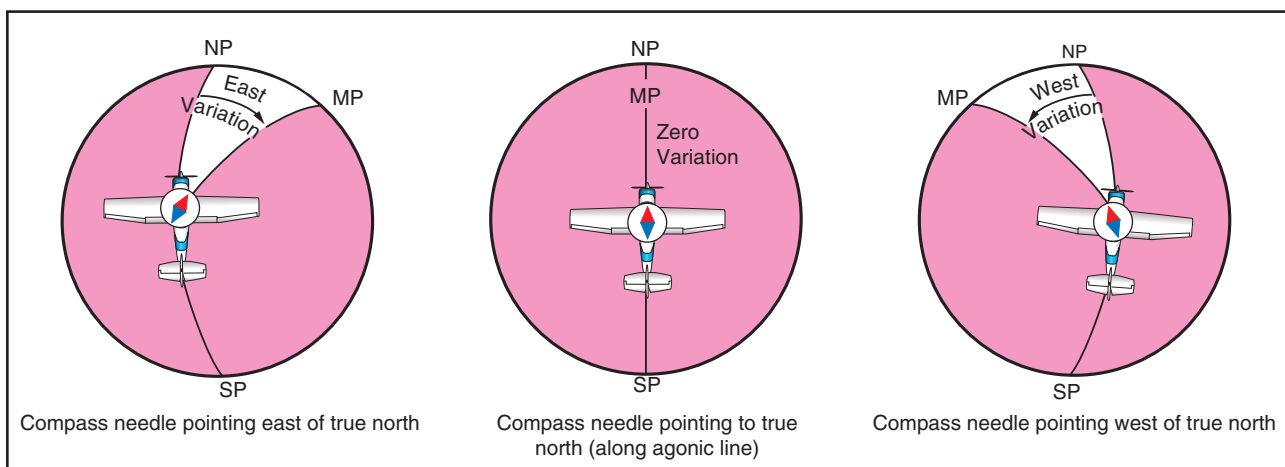 NP
East
Variation
MP
SP
Compass needle pointing east of true north
NP
MP
Zero
Variation
SP
Compass needle pointing to true
north (along agonic line)
NP
MP
West
Variation
SP
Compass needle pointing west of true north